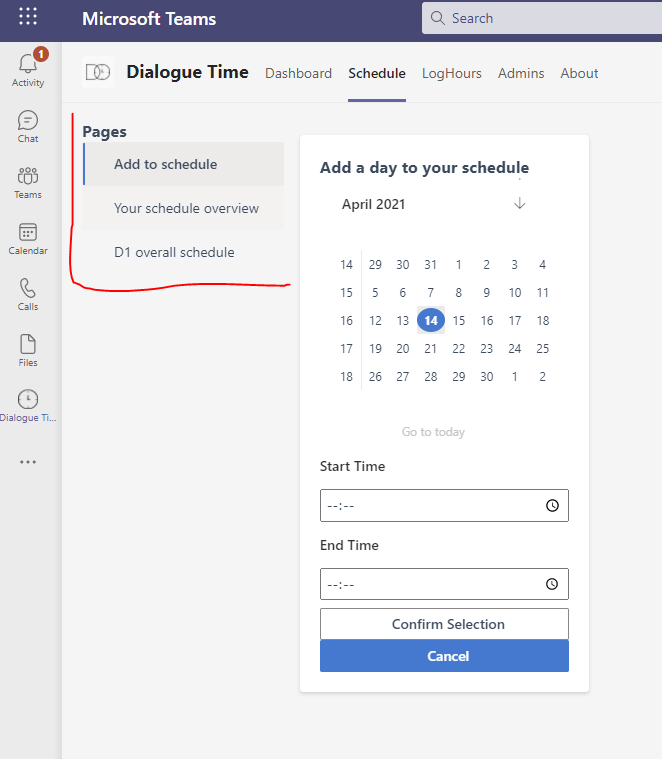 Microsoft Teams
Search
1
Activity
Chat
Teams
Calendar
Calls
Files
Dialogue Ti...
Dialogue Time Dashboard Schedule LogHours Admins About
Pages
Add to schedule
Your schedule overview
D1 overall schedule
Add a day to your schedule
April 2021
14 29 30 31 1 2 3 4
15 5 6 7 8 9 10 11
16 12 13 14 15 16 17 18
17 19 20 21 22 23 24 25
18 26 27 28 29 30 1 2
Go to today
Start Time
--:--
End Time
--:--
Confirm Selection
Cancel